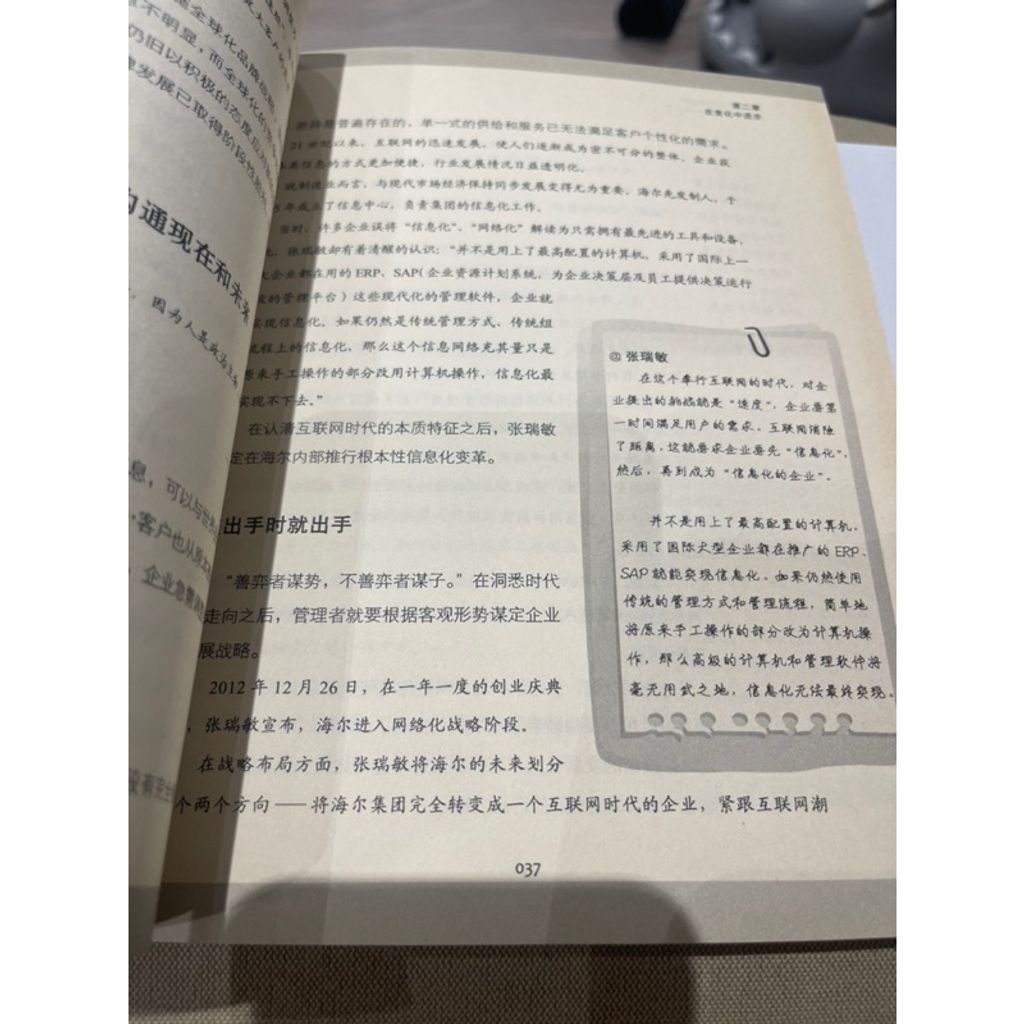 第二章
在变化中进步
差异是普遍存在的，单一式的供给和服务已无法满足客户个性化的需求。
21世纪以来，互联网的迅速发展，使人们逐渐成为密不可分的整体，企业获
各类信息的方式更加便捷，行业发展情况日益透明化。
就制造业而言，与现代市场经济保持同步发展变得尤为重要。海尔先发制人，于
年成立了信息中心，负责集团的信息化工作。
当时，许多企业误将“信息化”、“网络化”解读为只需拥有最先进的工具和设备，
张瑞敏却有着清醒的认识：“并不是用上了最高配置的计算机，采用了国际上一
大企业都在用的ERP、SAP(企业资源计划系统，为企业决策层及员工提供决策运行
的管理平台）这些现代化的管理软件，企业就
实现信息化。如果仍然是传统管理方式、传统组
流程上的信息化，那么这个信息网络充其量只是
原来手工操作的部分改用计算机操作，信息化最
实现不下去。”
在认清互联网时代的本质特征之后，张瑞敏
定在海尔内部推行根本性信息化变革。
出手时就出手
“善弈者谋势，不善弈者谋子。”在洞悉时代
走向之后，管理者就要根据客观形势谋定企业
展战略。
2012年12月26日，在一年一度的创业庆典
，张瑞敏宣布，海尔进入网络化战略阶段。
在战略布局方面，张瑞敏将海尔的未来划分
个两个方向——将海尔集团完全转变成一个互联网时代的企业，紧跟互联网潮
@ 张瑞敏
在这个奉行互联网的时代，对企
业提出的挑战就是“速度”，企业要第
一时间满足用户的需求。互联网消除
了距离，这就要求企业要先“信息化”，
然后，再到成为“信息化的企业”。
并不是用上了最高配置的计算机，
采用了国际大型企业都在推广的ERP、
SAP就能实现信息化。如果仍然使用
传统的管理方式和管理流程，简单地
将原来手工操作的部分改为计算机操
作，那么高级的计算机和管理软件将
毫无用武之地，信息化无法最终实现。
037
通现在和未来
因为人是
息，可以与世
客户也从原
企业急需